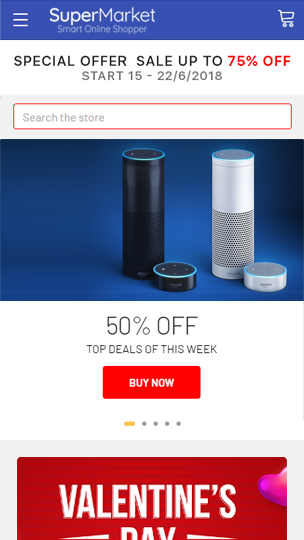 SuperMarket
Smart Online Shopper
SPECIAL OFFER SALE UP TO 75% OFF
START 15 - 22/6/2018
Search the store
50% OFF
TOP DEALS OF THIS WEEK
BUY NOW
VALENTINE'S
DAY